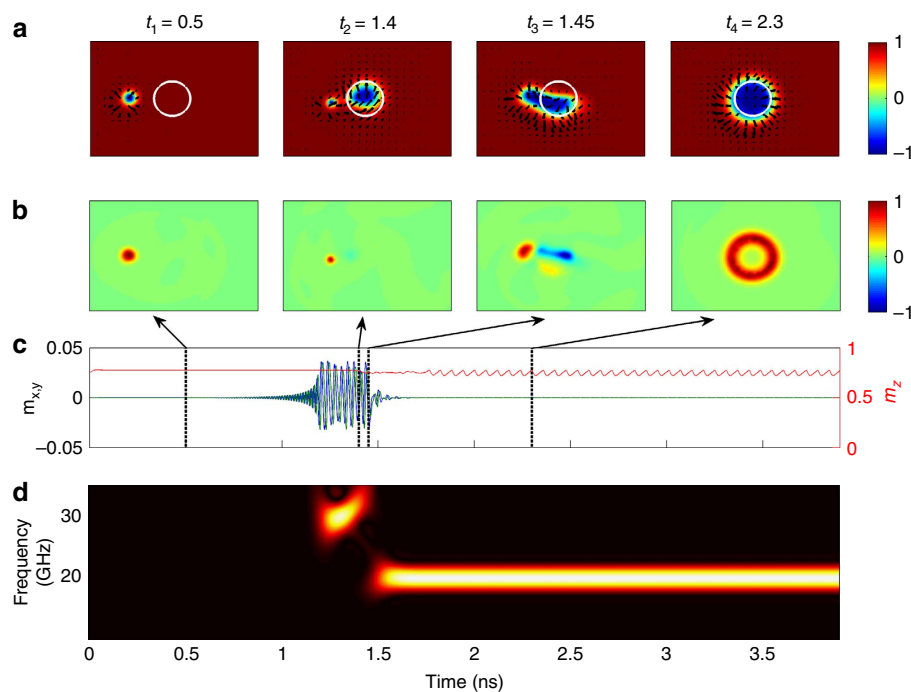 a t₁ = 0.5 t₂ = 1.4 t₃ = 1.45 t₄ = 2.3
1
0
−1
b
1
0
−1
c
0.05
0
−0.05
m_x,y
1
0.5
0
m_z
d
30
20
Frequency
(GHz)
0 0.5 1 1.5 2 2.5 3 3.5
Time (ns)